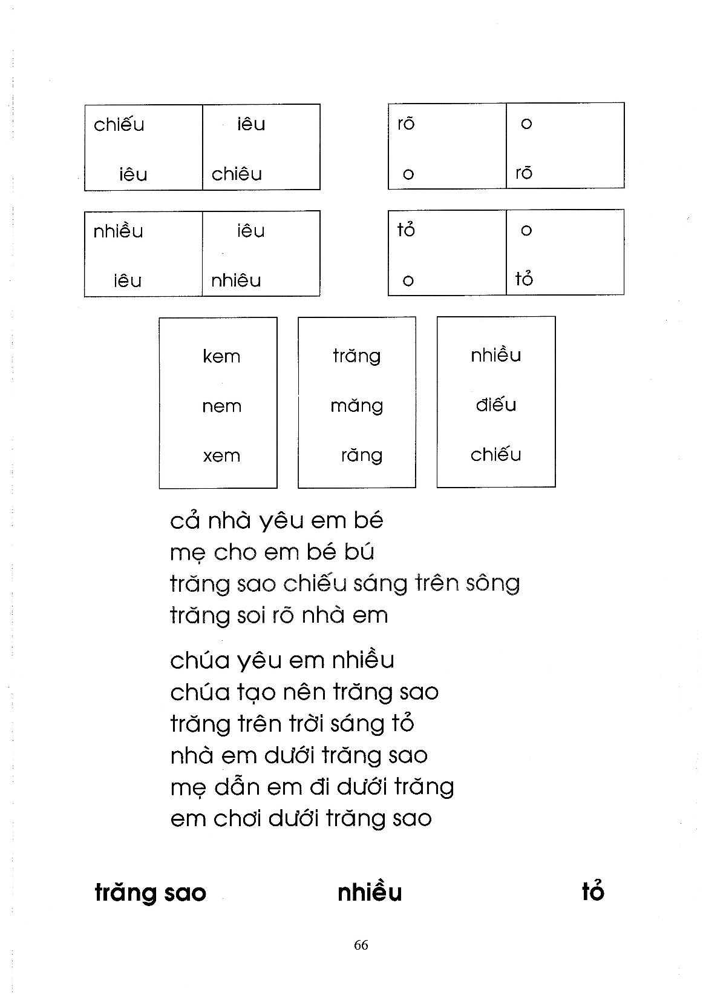 chiếu iêu rõ o
iêu chiêu o rõ
nhiều iêu tỏ o
iêu nhiêu o tỏ
kem trăng nhiều
nem măng điếu
xem răng chiếu
cả nhà yêu em bé
mẹ cho em bé bú
trăng sao chiếu sáng trên sông
trăng soi rõ nhà em
chúa yêu em nhiều
chúa tạo nên trăng sao
trăng trên trời sáng tỏ
nhà em dưới trăng sao
mẹ dẫn em đi dưới trăng
em chơi dưới trăng sao
trăng sao nhiều tỏ
66